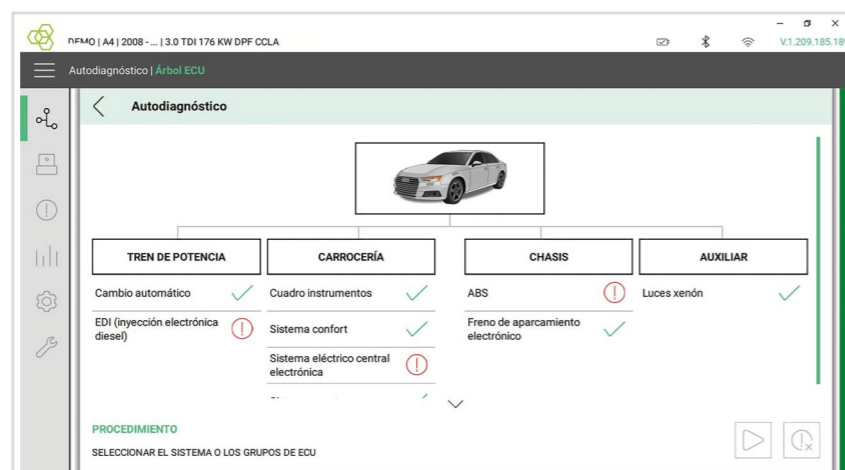 DEMO | A4 | 2008 - ... | 3.0 TDI 176 KW DPF CCLA
V.1.209.185.18
Autodiagnóstico | Árbol ECU
Autodiagnóstico
TREN DE POTENCIA
CARROCERÍA
CHASIS
AUXILIAR
Cambio automático
Cuadro instrumentos
ABS
Luces xenón
EDI (inyección electrónica
diesel)
Sistema confort
Freno de aparcamiento
electrónico
Sistema eléctrico central
electrónica
PROCEDIMIENTO
SELECCIONAR EL SISTEMA O LOS GRUPOS DE ECU